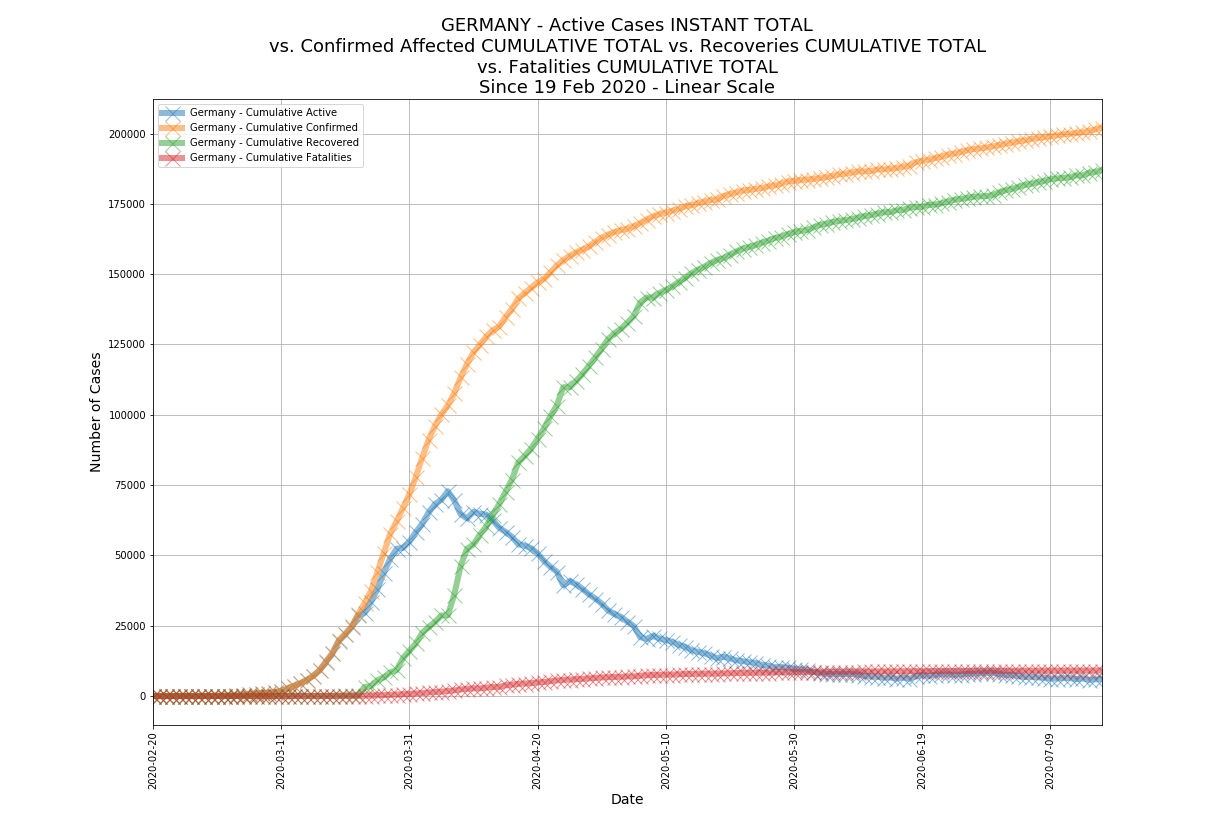 GERMANY - Active Cases INSTANT TOTAL
vs. Confirmed Affected CUMULATIVE TOTAL vs. Recoveries CUMULATIVE TOTAL
vs. Fatalities CUMULATIVE TOTAL
Since 19 Feb 2020 - Linear Scale
Germany - Cumulative Active
Germany - Cumulative Confirmed
Germany - Cumulative Recovered
Germany - Cumulative Fatalities
Number of Cases
200000
175000
150000
125000
100000
75000
50000
25000
0
2020-02-20
2020-03-11
2020-03-31
2020-04-20
2020-05-10
2020-05-30
2020-06-19
2020-07-09
Date